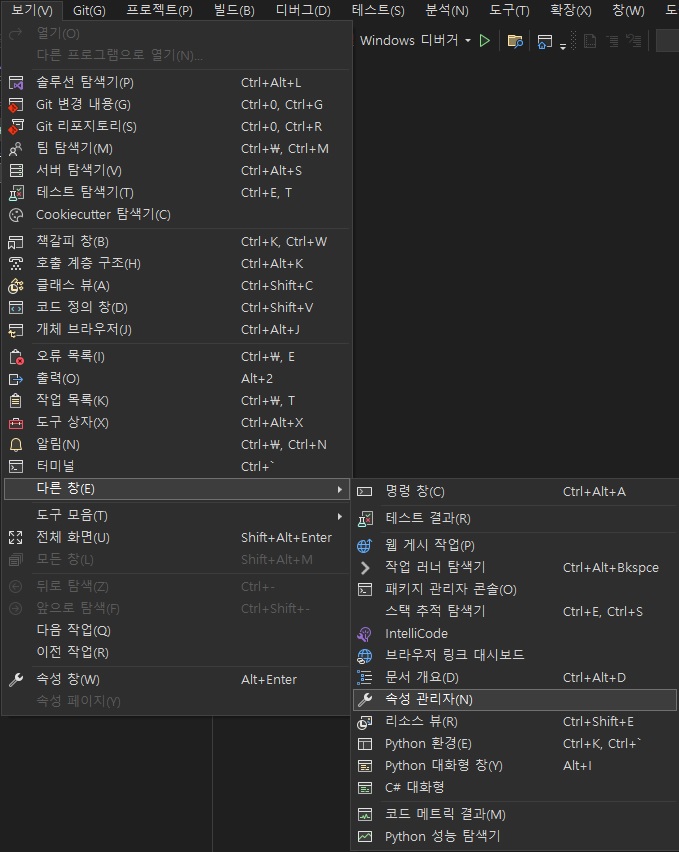 보기(V) Git(G) 프로젝트(P) 빌드(B) 디버그(D) 테스트(S) 분석(N) 도구(T) 확장(X) 창(W) 도
Windows 디버거
열기(O)
다른 프로그램으로 열기(N)...
솔루션 탐색기(P) Ctrl+Alt+L
Git 변경 내용(G) Ctrl+0, Ctrl+G
Git 리포지토리(S) Ctrl+0, Ctrl+R
팀 탐색기(M) Ctrl+₩, Ctrl+M
서버 탐색기(V) Ctrl+Alt+S
테스트 탐색기(T) Ctrl+E, T
Cookiecutter 탐색기(C)
책갈피 창(B) Ctrl+K, Ctrl+W
호출 계층 구조(H) Ctrl+Alt+K
클래스 뷰(A) Ctrl+Shift+C
코드 정의 창(D) Ctrl+Shift+V
개체 브라우저(J) Ctrl+Alt+J
오류 목록(I) Ctrl+₩, E
출력(O) Alt+2
작업 목록(K) Ctrl+₩, T
도구 상자(X) Ctrl+Alt+X
알림(N) Ctrl+₩, Ctrl+N
터미널 Ctrl+`
다른 창(E)
도구 모음(T)
전체 화면(U) Shift+Alt+Enter
모든 창(L) Shift+Alt+M
뒤로 탐색(Z) Ctrl+-
앞으로 탐색(F) Ctrl+Shift+-
다음 작업(Q)
이전 작업(R)
속성 창(W) Alt+Enter
속성 페이지(Y)
명령 창(C) Ctrl+Alt+A
테스트 결과(R)
웹 게시 작업(P)
작업 러너 탐색기 Ctrl+Alt+Bkspce
패키지 관리자 콘솔(O)
스택 추적 탐색기 Ctrl+E, Ctrl+S
IntelliCode
브라우저 링크 대시보드
문서 개요(D) Ctrl+Alt+D
속성 관리자(N)
리소스 뷰(R) Ctrl+Shift+E
Python 환경(E) Ctrl+K, Ctrl+`
Python 대화형 창(Y) Alt+I
C# 대화형
코드 메트릭 결과(M)
Python 성능 탐색기